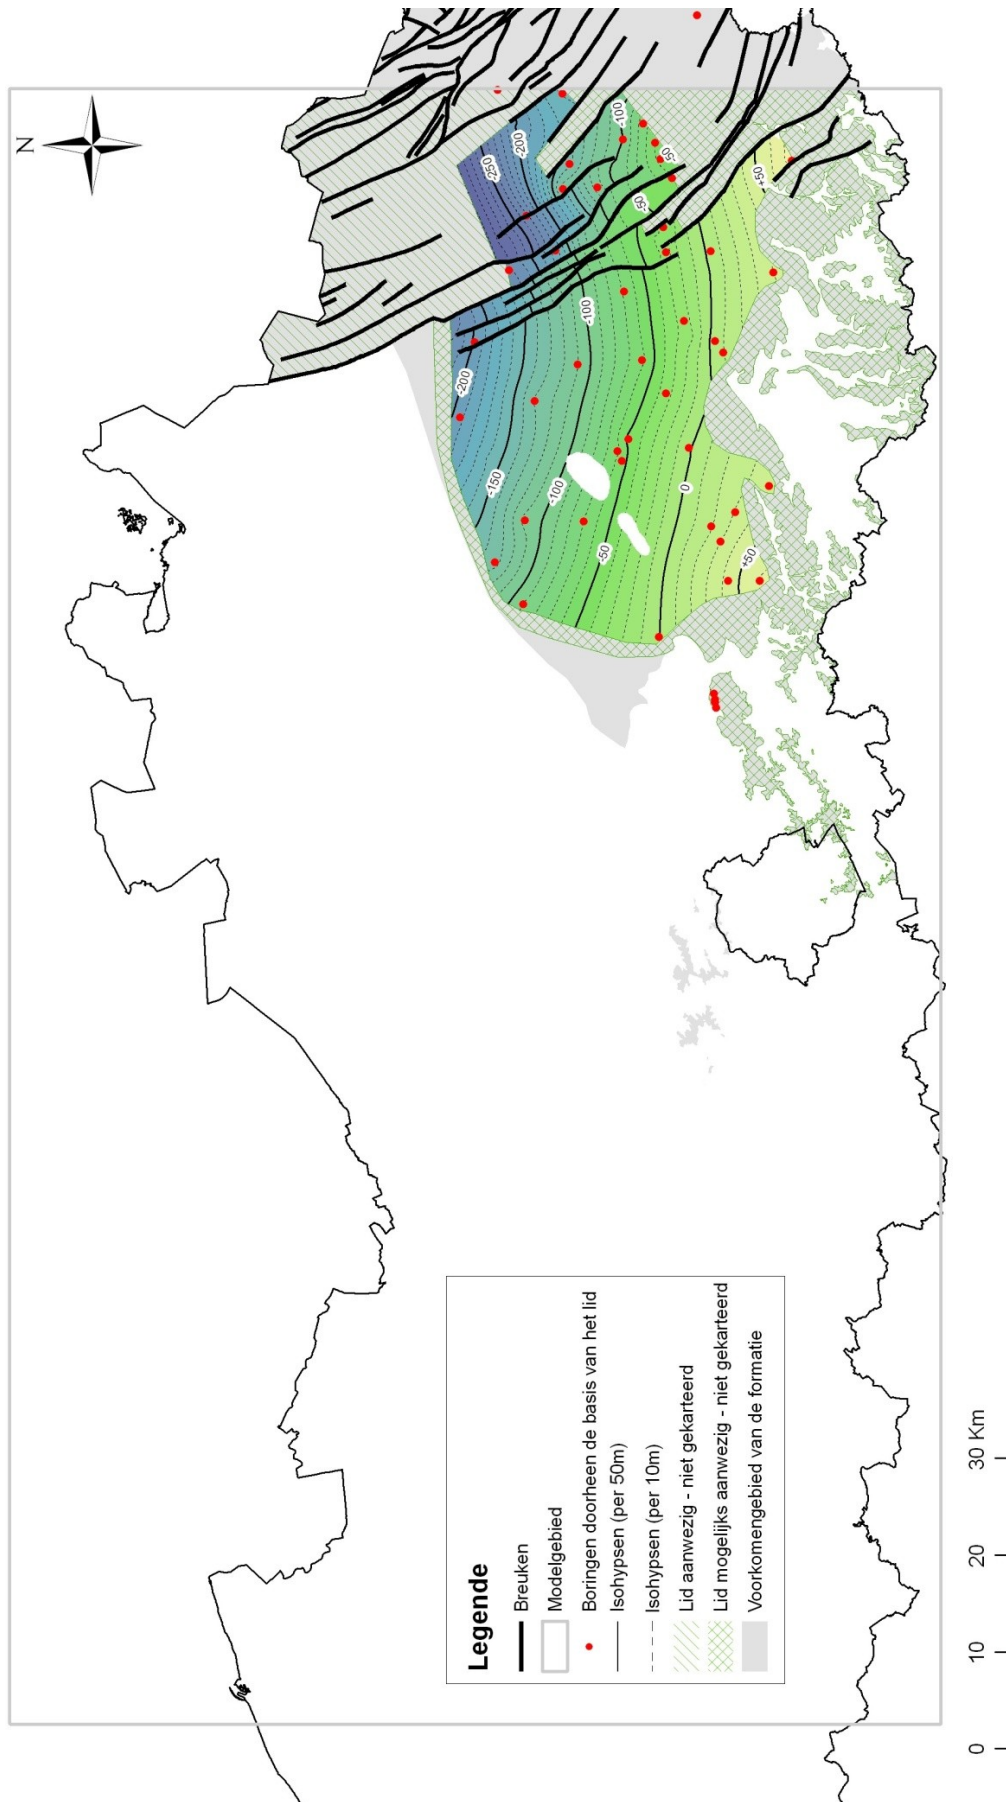 N
-250
-200
-200
-150
-100
-100
-100
-50
-50
-50
0
+50
+50
Legende
Breuken
Modelgebied
Boringen doorheen de basis van het lid
Isohypsen (per 50m)
Isohypsen (per 10m)
Lid aanwezig - niet gekarteerd
Lid mogelijks aanwezig - niet gekarteerd
Voorkomengebied van de formatie
0 10 20 30 Km